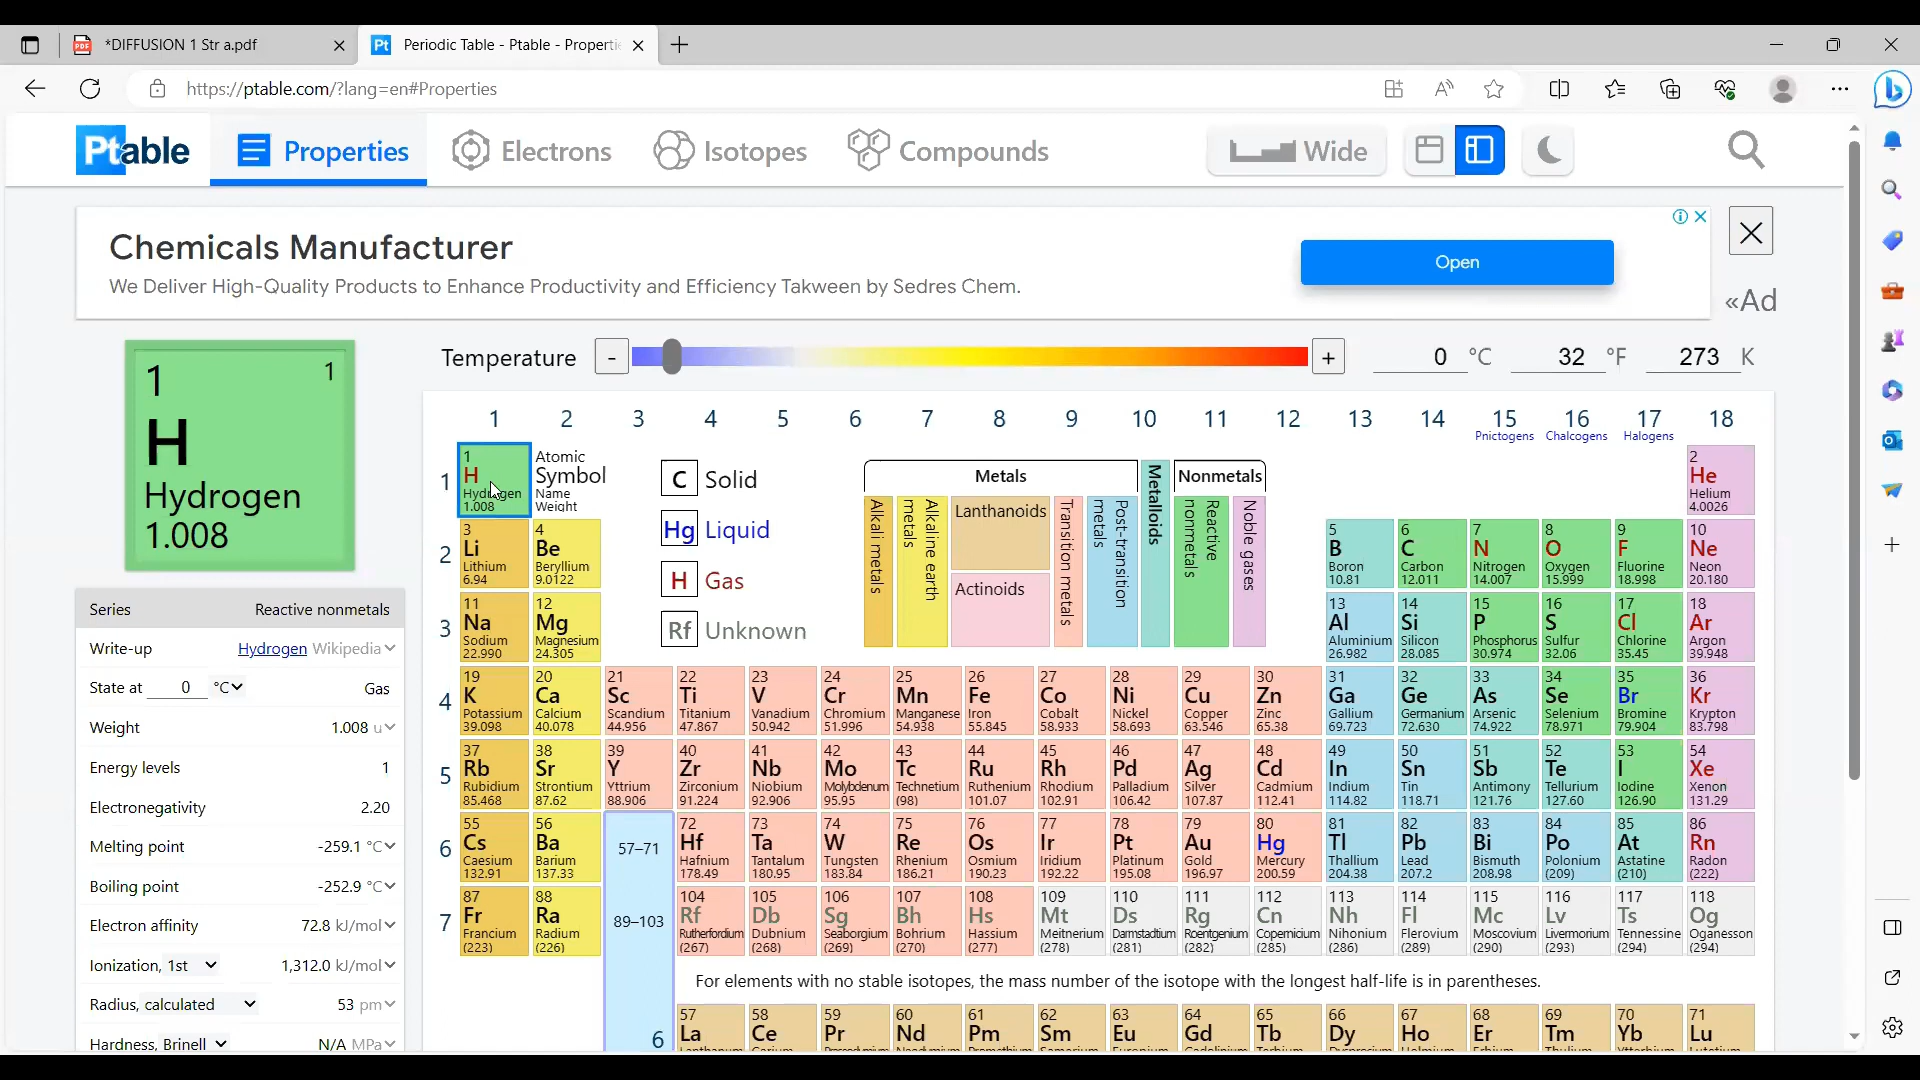 *DIFFUSION 1 Str a.pdf
Pt Periodic Table - Ptable - Properti
https://ptable.com/?lang=en#Properties
Ptable Properties Electrons Isotopes Compounds Wide
Chemicals Manufacturer
We Deliver High-Quality Products to Enhance Productivity and Efficiency Takween by Sedres Chem.
Open
«Ad
1 1
H
Hydrogen
1.008
Temperature - + 0 °C 32 °F 273 K
Series Reactive nonmetals
Write-up Hydrogen Wikipedia
State at 0 °C Gas
Weight 1.008 u
Energy levels 1
Electronegativity 2.20
Melting point -259.1 °C
Boiling point -252.9 °C
Electron affinity 72.8 kJ/mol
Ionization, 1st 1,312.0 kJ/mol
Radius, calculated 53 pm
Hardness, Brinell N/A MPa
1 2 3 4 5 6 7 8 9 10 11 12 13 14 15 16 17 18
Pnictogens Chalcogens Halogens
Atomic
Symbol
Name
Weight
C Solid
Hg Liquid
H Gas
Rf Unknown
Metals
Metalloids
Nonmetals
Alkali metals
Alkaline earth metals
Lanthanoids
Actinoids
Transition metals
Post-transition metals
Reactive nonmetals
Noble gases
1
1 2
H He
Hydrogen Helium
1.008 4.0026
2
3 4 5 6 7 8 9 10
Li Be B C N O F Ne
Lithium Beryllium Boron Carbon Nitrogen Oxygen Fluorine Neon
6.94 9.0122 10.81 12.011 14.007 15.999 18.998 20.180
3
11 12 13 14 15 16 17 18
Na Mg Al Si P S Cl Ar
Sodium Magnesium Aluminium Silicon Phosphorus Sulfur Chlorine Argon
22.990 24.305 26.982 28.085 30.974 32.06 35.45 39.948
4
19 20 21 22 23 24 25 26 27 28 29 30 31 32 33 34 35 36
K Ca Sc Ti V Cr Mn Fe Co Ni Cu Zn Ga Ge As Se Br Kr
Potassium Calcium Scandium Titanium Vanadium Chromium Manganese Iron Cobalt Nickel Copper Zinc Gallium Germanium Arsenic Selenium Bromine Krypton
39.098 40.078 44.956 47.867 50.942 51.996 54.938 55.845 58.933 58.693 63.546 65.38 69.723 72.630 74.922 78.971 79.904 83.798
5
37 38 39 40 41 42 43 44 45 46 47 48 49 50 51 52 53 54
Rb Sr Y Zr Nb Mo Tc Ru Rh Pd Ag Cd In Sn Sb Te I Xe
Rubidium Strontium Yttrium Zirconium Niobium Molybdenum Technetium Ruthenium Rhodium Palladium Silver Cadmium Indium Tin Antimony Tellurium Iodine Xenon
85.468 87.62 88.906 91.224 92.906 95.95 (98) 101.07 102.91 106.42 107.87 112.41 114.82 118.71 121.76 127.60 126.90 131.29
6
55 56 57–71 72 73 74 75 76 77 78 79 80 81 82 83 84 85 86
Cs Ba Hf Ta W Re Os Ir Pt Au Hg Tl Pb Bi Po At Rn
Caesium Barium Hafnium Tantalum Tungsten Rhenium Osmium Iridium Platinum Gold Mercury Thallium Lead Bismuth Polonium Astatine Radon
132.91 137.33 178.49 180.95 183.84 186.21 190.23 192.22 195.08 196.97 200.59 204.38 207.2 208.98 (209) (210) (222)
7
87 88 89–103 104 105 106 107 108 109 110 111 112 113 114 115 116 117 118
Fr Ra Rf Db Sg Bh Hs Mt Ds Rg Cn Nh Fl Mc Lv Ts Og
Francium Radium Rutherfordium Dubnium Seaborgium Bohrium Hassium Meitnerium Darmstadtium Roentgenium Copernicium Nihonium Flerovium Moscovium Livermorium Tennessine Oganesson
(223) (226) (267) (268) (269) (270) (277) (278) (281) (282) (285) (286) (289) (290) (293) (294) (294)
For elements with no stable isotopes, the mass number of the isotope with the longest half-life is in parentheses.
6
57 58 59 60 61 62 63 64 65 66 67 68 69 70 71
La Ce Pr Nd Pm Sm Eu Gd Tb Dy Ho Er Tm Yb Lu